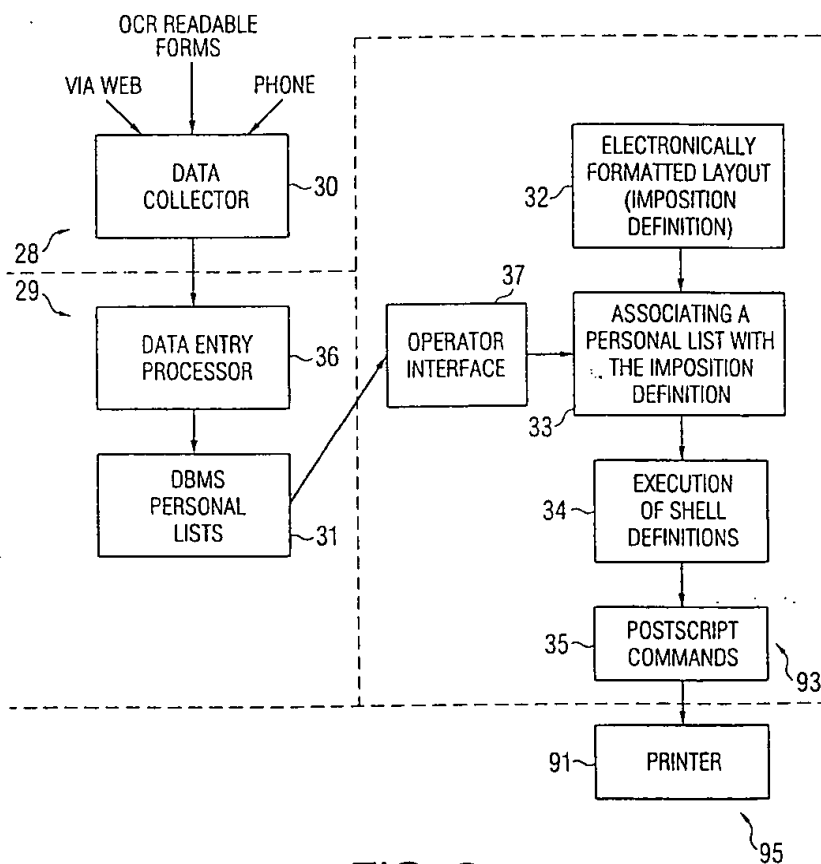 OCR READABLE
FORMS
VIA WEB
PHONE
DATA
COLLECTOR
30
28
29
DATA ENTRY
PROCESSOR
36
DBMS
PERSONAL
LISTS
31
37
OPERATOR
INTERFACE
ELECTRONICALLY
FORMATTED LAYOUT
(IMPOSITION
DEFINITION)
32
ASSOCIATING A
PERSONAL LIST WITH
THE IMPOSITION
DEFINITION
33
EXECUTION
OF SHELL
DEFINITIONS
34
POSTSCRIPT
COMMANDS
35
93
PRINTER
91
95